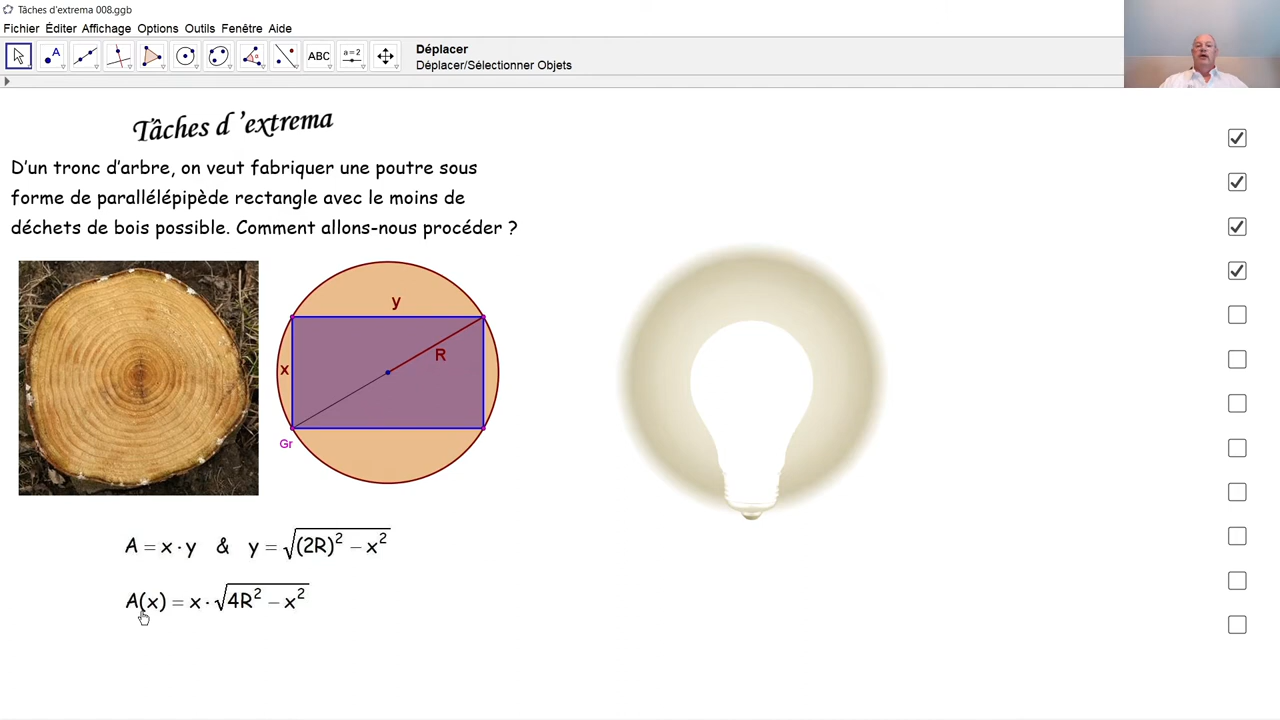 Tâches d'extrema 008.ggb
Fichier Éditer Affichage Options Outils Fenêtre Aide
A
ABC
a=2
Déplacer
Déplacer/Sélectionner Objets
Tâches d'extrema
D'un tronc d'arbre, on veut fabriquer une poutre sous
forme de parallélépipède rectangle avec le moins de
déchets de bois possible. Comment allons-nous procéder ?
y
R
x
Gr
A = x · y & y = √((2R)² − x²)
A(x) = x · √(4R² − x²)